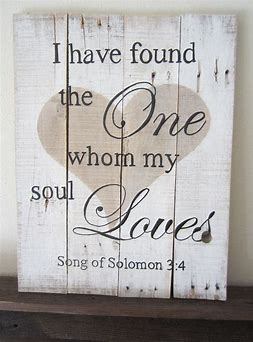 I have found
the One
whom my
soul Loves
Song of Solomon 3:4